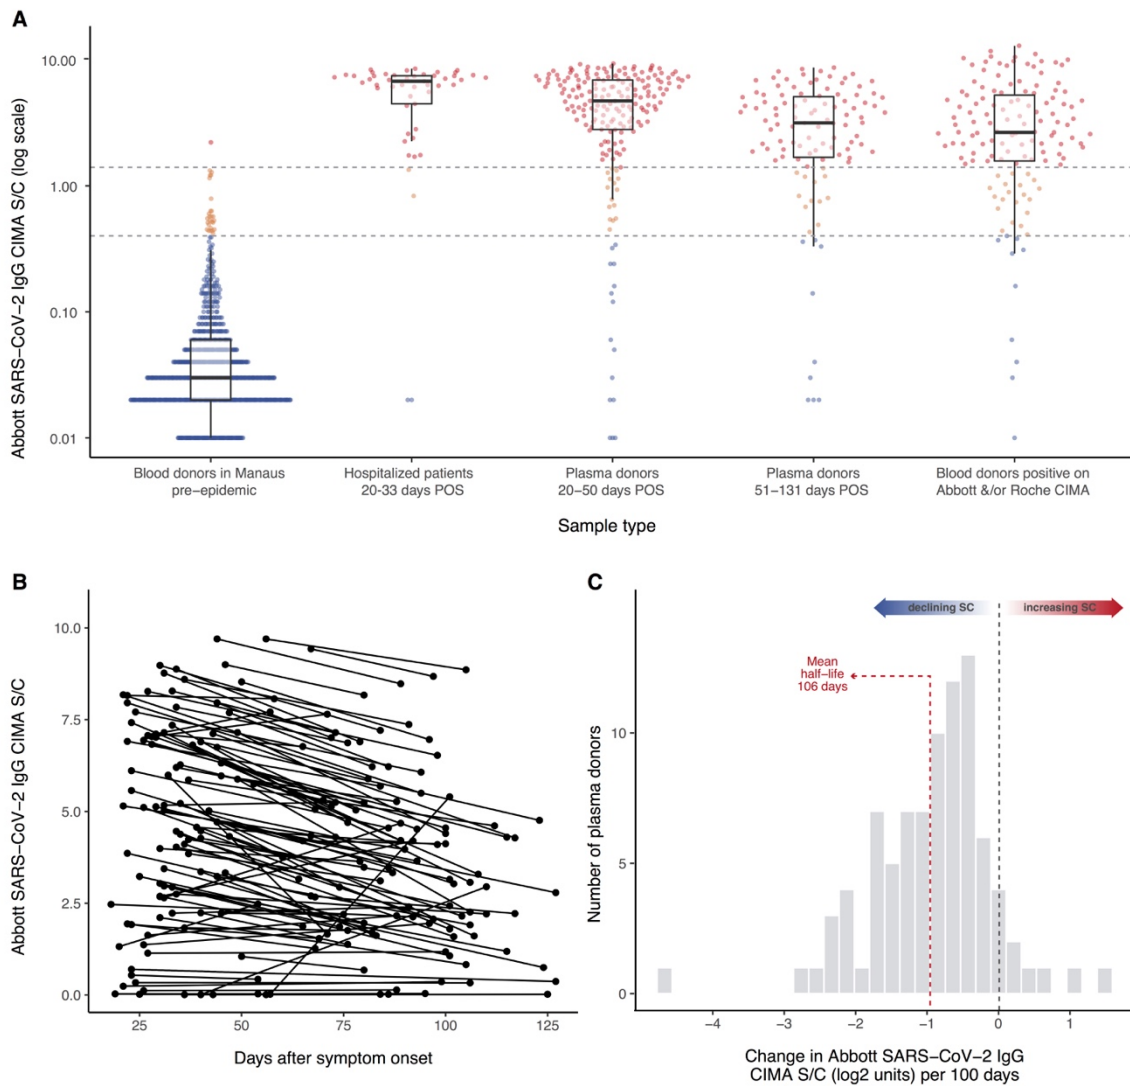 A
Abbott SARS−CoV−2 IgG CIMA S/C (log scale)
10.00
1.00
0.10
0.01
Blood donors in Manaus
pre−epidemic
Hospitalized patients
20-33 days POS
Plasma donors
20−50 days POS
Plasma donors
51−131 days POS
Blood donors positive on
Abbott &/or Roche CIMA
Sample type
B
Abbott SARS−CoV−2 IgG CIMA S/C
10.0
7.5
5.0
2.5
0.0
25
50
75
100
125
Days after symptom onset
C
declining SC
increasing SC
Mean
half−life
106 days
Number of plasma donors
10
5
0
−4
−3
−2
−1
0
1
Change in Abbott SARS−CoV−2 IgG
CIMA S/C (log2 units) per 100 days